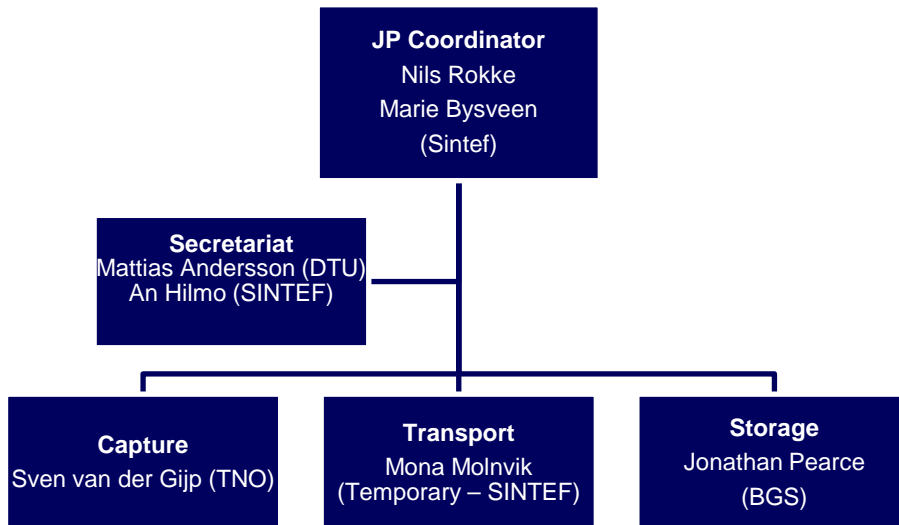 JP Coordinator
Nils Rokke
Marie Bysveen
(Sintef)
Secretariat
Mattias Andersson (DTU)
An Hilmo (SINTEF)
Capture
Sven van der Gijp (TNO)
Transport
Mona Molnvik
(Temporary – SINTEF)
Storage
Jonathan Pearce
(BGS)